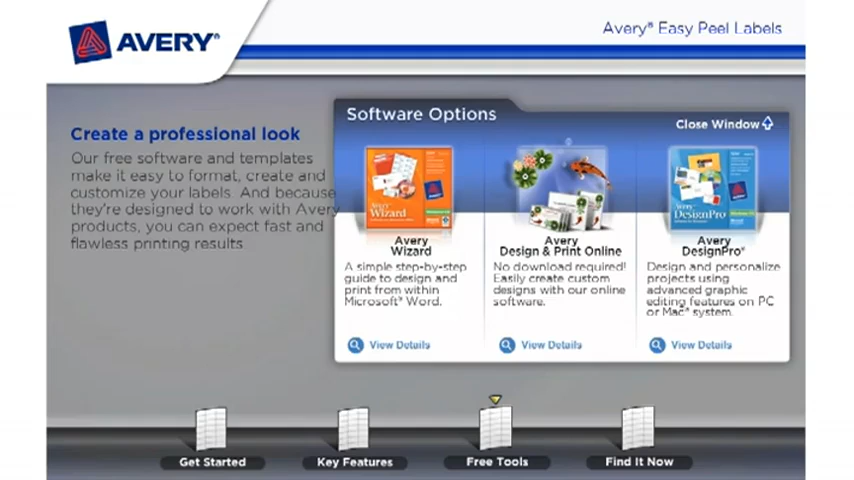 AVERY®
Avery® Easy Peel Labels
Create a professional look
Our free software and templates
make it easy to format, create and
customize your labels. And because
they're designed to work with Avery
products, you can expect fast and
flawless printing results.
Software Options
Close Window
Wizard
Avery
Wizard
A simple step-by-step
guide to design and
print from within
Microsoft® Word.
View Details
Avery
Design & Print Online
No download required!
Easily create custom
designs with our online
software.
View Details
DesignPro
Avery
DesignPro®
Design and personalize
projects using
advanced graphic
editing features on PC
or Mac® system.
View Details
Get Started
Key Features
Free Tools
Find It Now